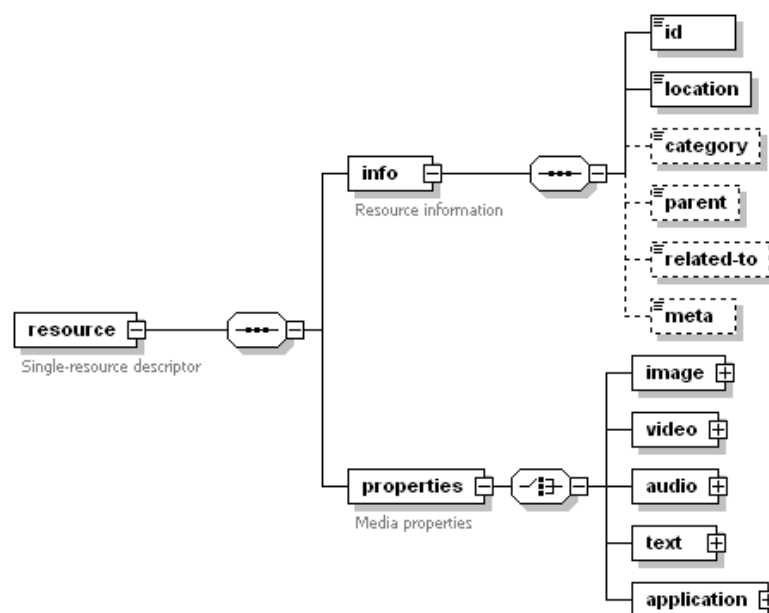 id
location
category
info
Resource information
parent
related-to
meta
resource
Single-resource descriptor
image
video
properties
Media properties
audio
text
application